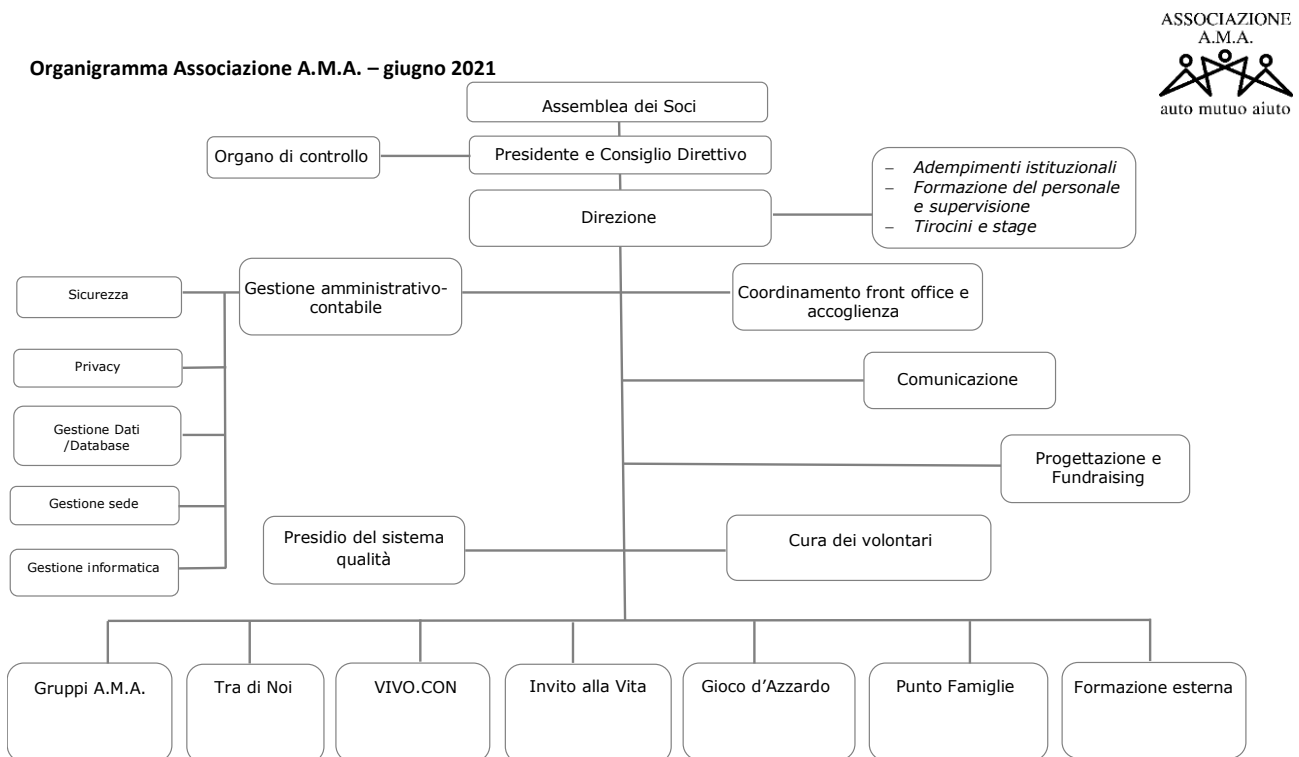 ASSOCIAZIONE
A.M.A.
auto mutuo aiuto
Organigramma Associazione A.M.A. – giugno 2021
Assemblea dei Soci
Organo di controllo
Presidente e Consiglio Direttivo
– Adempimenti istituzionali
– Formazione del personale
e supervisione
– Tirocini e stage
Direzione
Sicurezza
Gestione amministrativo-
contabile
Coordinamento front office e
accoglienza
Privacy
Comunicazione
Gestione Dati
/Database
Progettazione e
Fundraising
Gestione sede
Presidio del sistema
qualità
Cura dei volontari
Gestione informatica
Gruppi A.M.A.
Tra di Noi
VIVO.CON
Invito alla Vita
Gioco d’Azzardo
Punto Famiglie
Formazione esterna